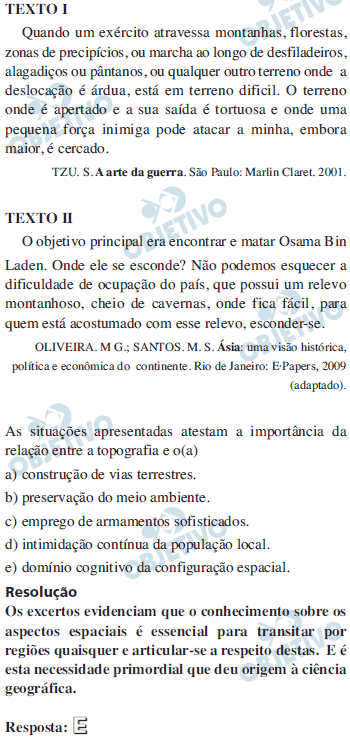 TEXTO I
Quando um exército atravessa montanhas, florestas,
zonas de precipícios, ou marcha ao longo de desfiladeiros,
alagadiços ou pântanos, ou qualquer outro terreno onde a
deslocação é árdua, está em terreno difícil. O terreno
onde é apertado e a sua saída é tortuosa e onde uma
pequena força inimiga pode atacar a minha, embora
maior, é cercado.
TZU. S. A arte da guerra. São Paulo: Marlin Claret. 2001.
TEXTO II
O objetivo principal era encontrar e matar Osama Bin
Laden. Onde ele se esconde? Não podemos esquecer a
dificuldade de ocupação do país, que possui um relevo
montanhoso, cheio de cavernas, onde fica fácil, para
quem está acostumado com esse relevo, esconder-se.
OLIVEIRA. M G.; SANTOS. M. S. Ásia: uma visão histórica,
política e econômica do continente. Rio de Janeiro: E-Papers, 2009
(adaptado).
As situações apresentadas atestam a importância da
relação entre a topografia e o(a)
a) construção de vias terrestres.
b) preservação do meio ambiente.
c) emprego de armamentos sofisticados.
d) intimidação contínua da população local.
e) domínio cognitivo da configuração espacial.
Resolução
Os excertos evidenciam que o conhecimento sobre os
aspectos espaciais é essencial para transitar por
regiões quaisquer e articular-se a respeito destas. E é
esta necessidade primordial que deu origem à ciência
geográfica.
Resposta: E
OBJETIVO
OBJETIVO
OBJETIVO
OBJETIVO
OBJETIVO
OBJETIVO
OBJETIVO
OBJETIVO